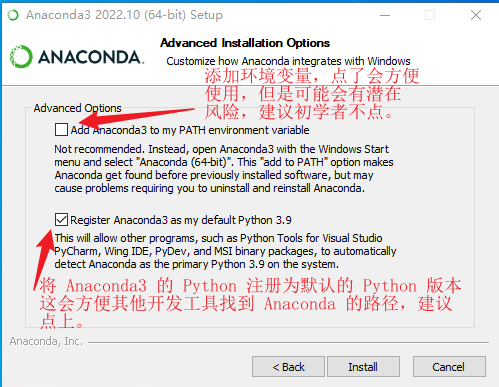 Anaconda3 2022.10 (64-bit) Setup
ANACONDA.
Advanced Installation Options
Customize how Anaconda integrates with Windows
添加环境变量，点了会方便
使用，但是可能会有潜在
风险，建议初学者不点。
Advanced Options
Add Anaconda3 to my PATH environment variable
Not recommended. Instead, open Anaconda3 with the Windows Start
menu and select "Anaconda (64-bit)". This "add to PATH" option makes
Anaconda get found before previously installed software, but may
cause problems requiring you to uninstall and reinstall Anaconda.
Register Anaconda3 as my default Python 3.9
This will allow other programs, such as Python Tools for Visual Studio
PyCharm, Wing IDE, PyDev, and MSI binary packages, to automatically
detect Anaconda as the primary Python 3.9 on the system.
将 Anaconda3 的 Python 注册为默认的 Python 版本
这会方便其他开发工具找到 Anaconda 的路径，建议
点上。
Anaconda, Inc.
< Back
Install
Cancel